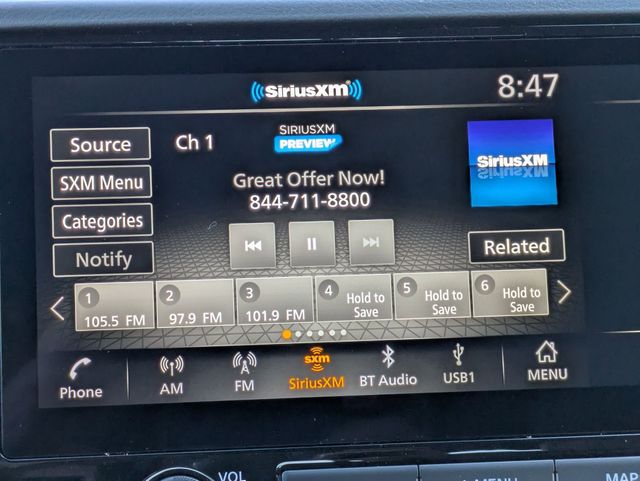 SiriusXM
8:47
Source
Ch 1
SIRIUSXM
PREVIEW
SiriusXM
SXM Menu
Great Offer Now!
844-711-8800
Categories
Notify
Related
1
105.5 FM
2
97.9 FM
3
101.9 FM
4
Hold to
Save
5
Hold to
Save
6
Hold to
Save
Phone
AM
FM
sxm
SiriusXM
BT Audio
USB1
MENU
VOL
MENU
MAP